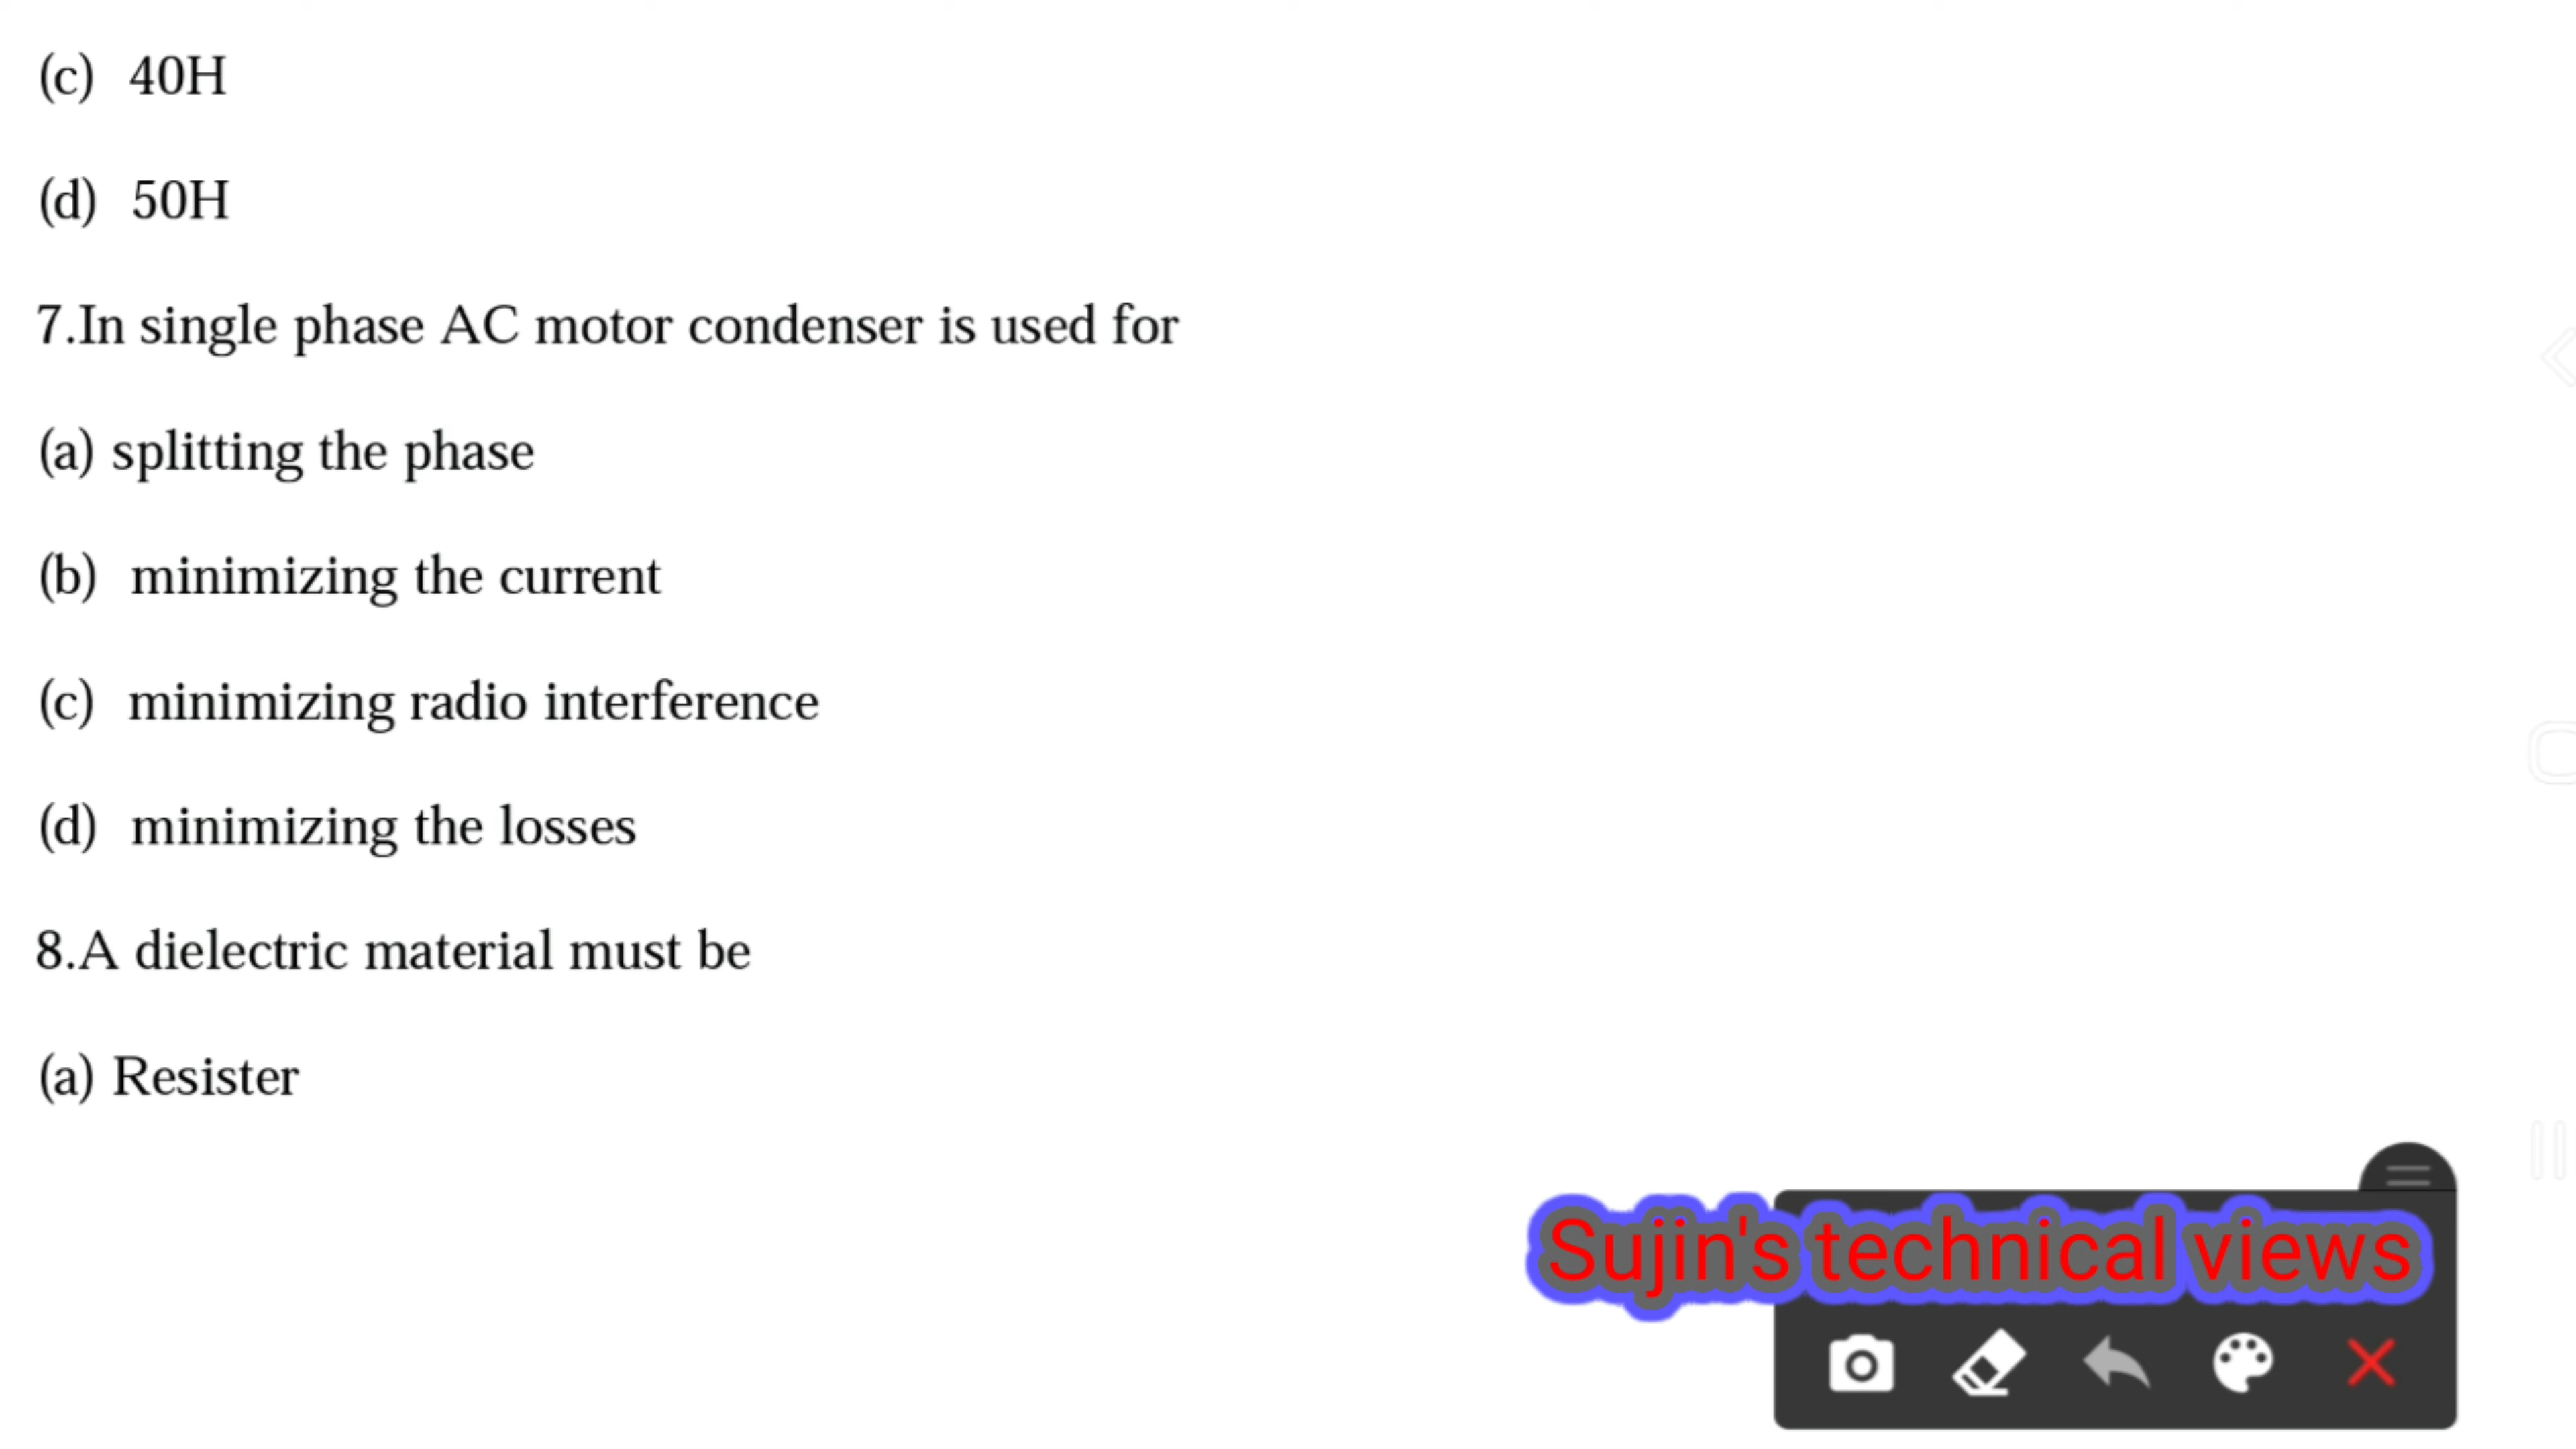 (c) 40H
(d) 50H
7.In single phase AC motor condenser is used for
(a) splitting the phase
(b) minimizing the current
(c) minimizing radio interference
(d) minimizing the losses
8.A dielectric material must be
(a) Resister
Sujin's technical views